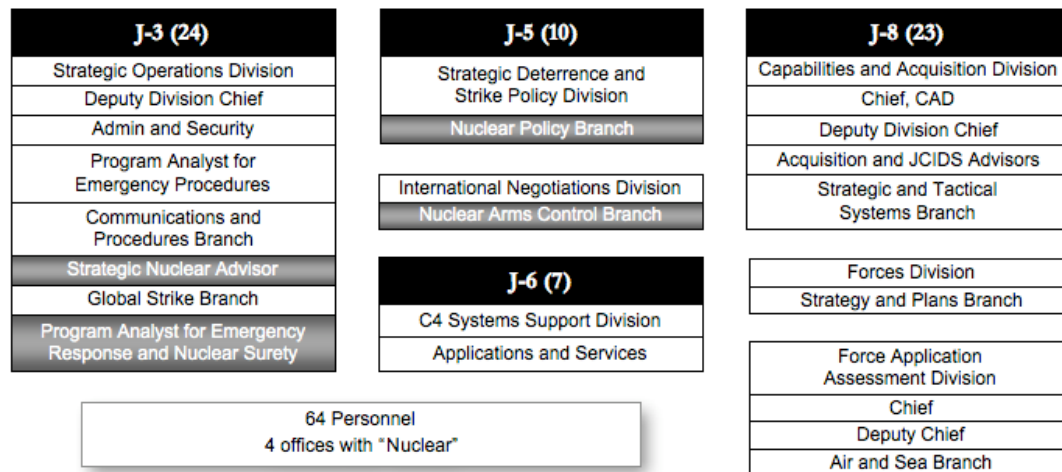 J-3 (24)
Strategic Operations Division
Deputy Division Chief
Admin and Security
Program Analyst for
Emergency Procedures
Communications and
Procedures Branch
Strategic Nuclear Advisor
Global Strike Branch
Program Analyst for Emergency
Response and Nuclear Surety
J-5 (10)
Strategic Deterrence and
Strike Policy Division
Nuclear Policy Branch
International Negotiations Division
Nuclear Arms Control Branch
J-6 (7)
C4 Systems Support Division
Applications and Services
J-8 (23)
Capabilities and Acquisition Division
Chief, CAD
Deputy Division Chief
Acquisition and JCIDS Advisors
Strategic and Tactical
Systems Branch
Forces Division
Strategy and Plans Branch
Force Application
Assessment Division
Chief
Deputy Chief
Air and Sea Branch
64 Personnel
4 offices with “Nuclear”